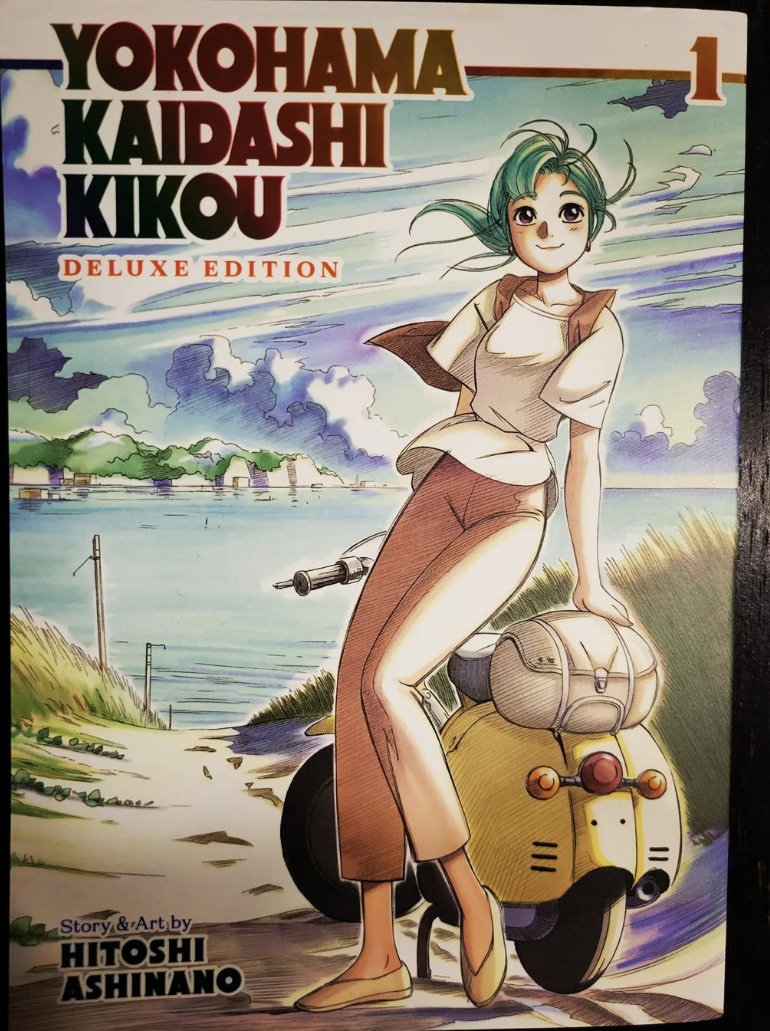 YOKOHAMA
KAIDASHI
KIKOU
1
DELUXE EDITION
Story & Art by
HITOSHI
ASHINANO